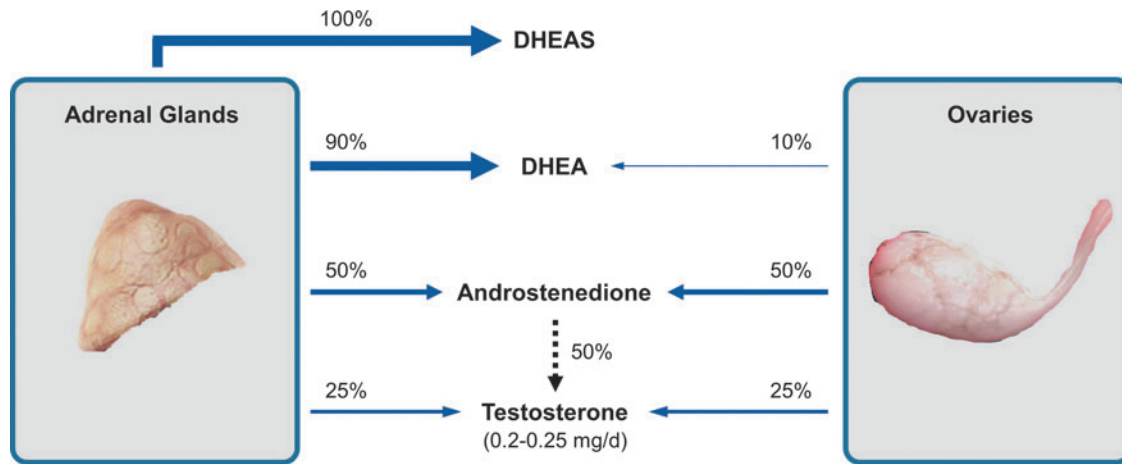 100%
DHEAS
Adrenal Glands
Ovaries
90%
DHEA
10%
50%
Androstenedione
50%
50%
25%
Testosterone
25%
(0.2-0.25 mg/d)